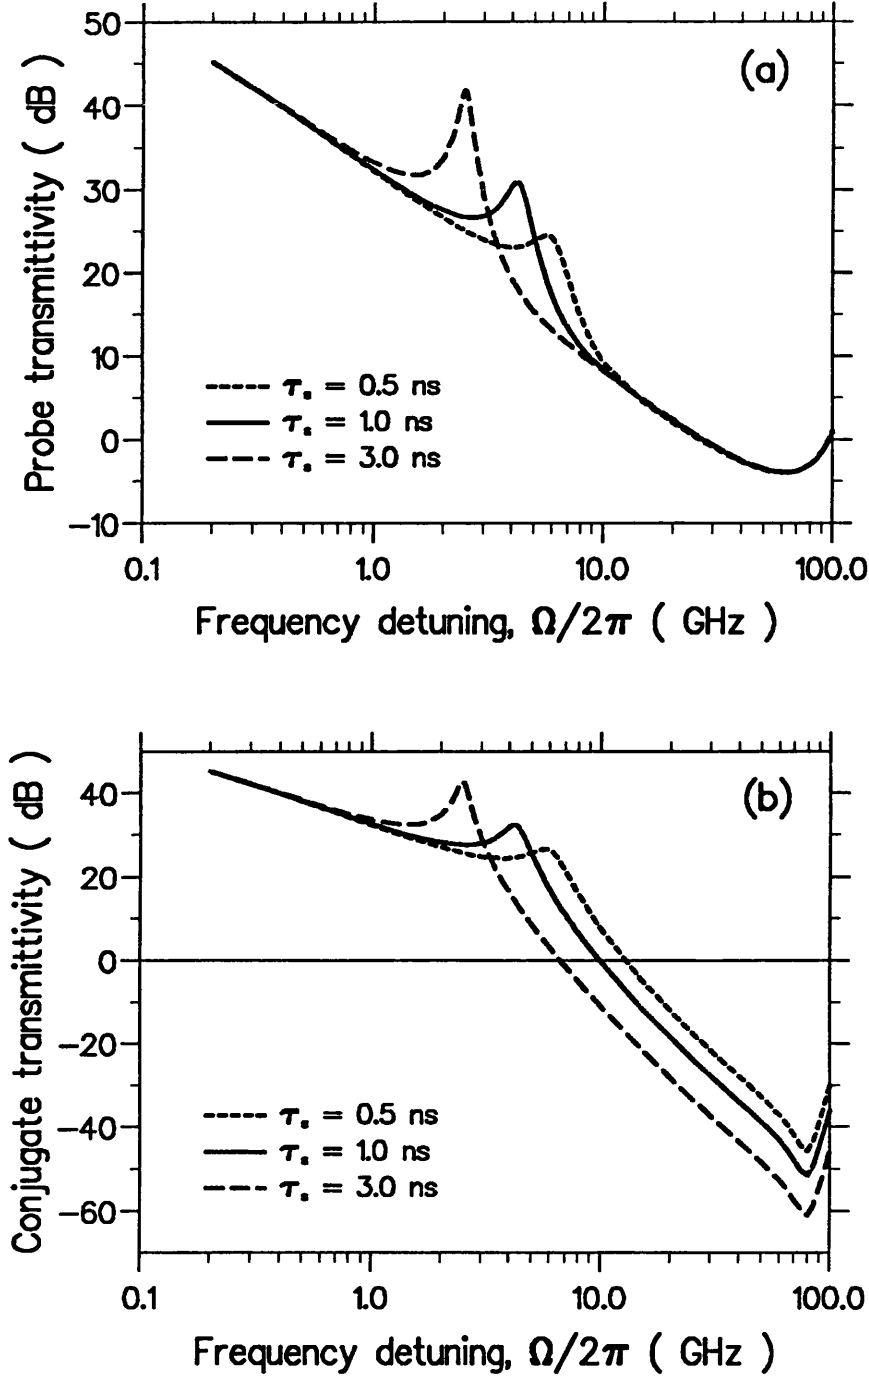 (a)
Probe transmittivity ( dB )
50
40
30
20
10
0
−10
τₛ = 0.5 ns
τₛ = 1.0 ns
τₛ = 3.0 ns
0.1 1.0 10.0 100.0
Frequency detuning, Ω/2π ( GHz )
(b)
Conjugate transmittivity ( dB )
40
20
0
−20
−40
−60
τₛ = 0.5 ns
τₛ = 1.0 ns
τₛ = 3.0 ns
0.1 1.0 10.0 100.0
Frequency detuning, Ω/2π ( GHz )